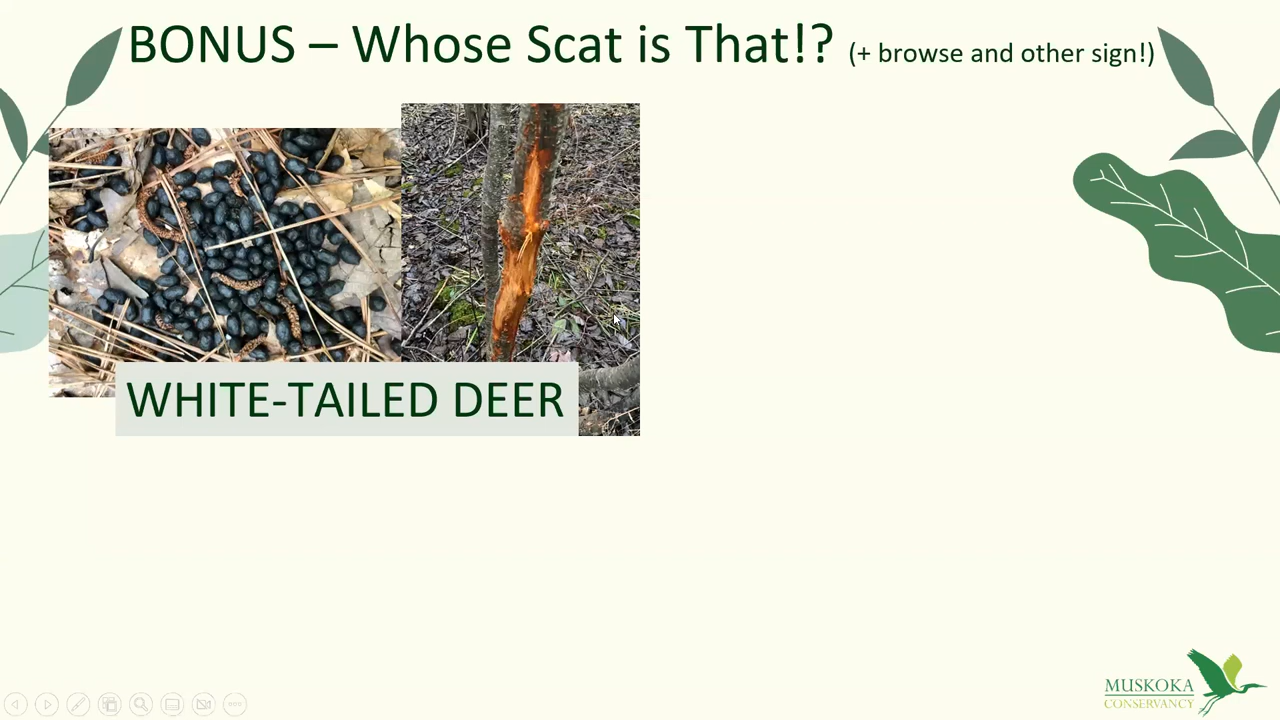 BONUS – Whose Scat is That!? (+ browse and other sign!)
WHITE-TAILED DEER
MUSKOKA
CONSERVANCY